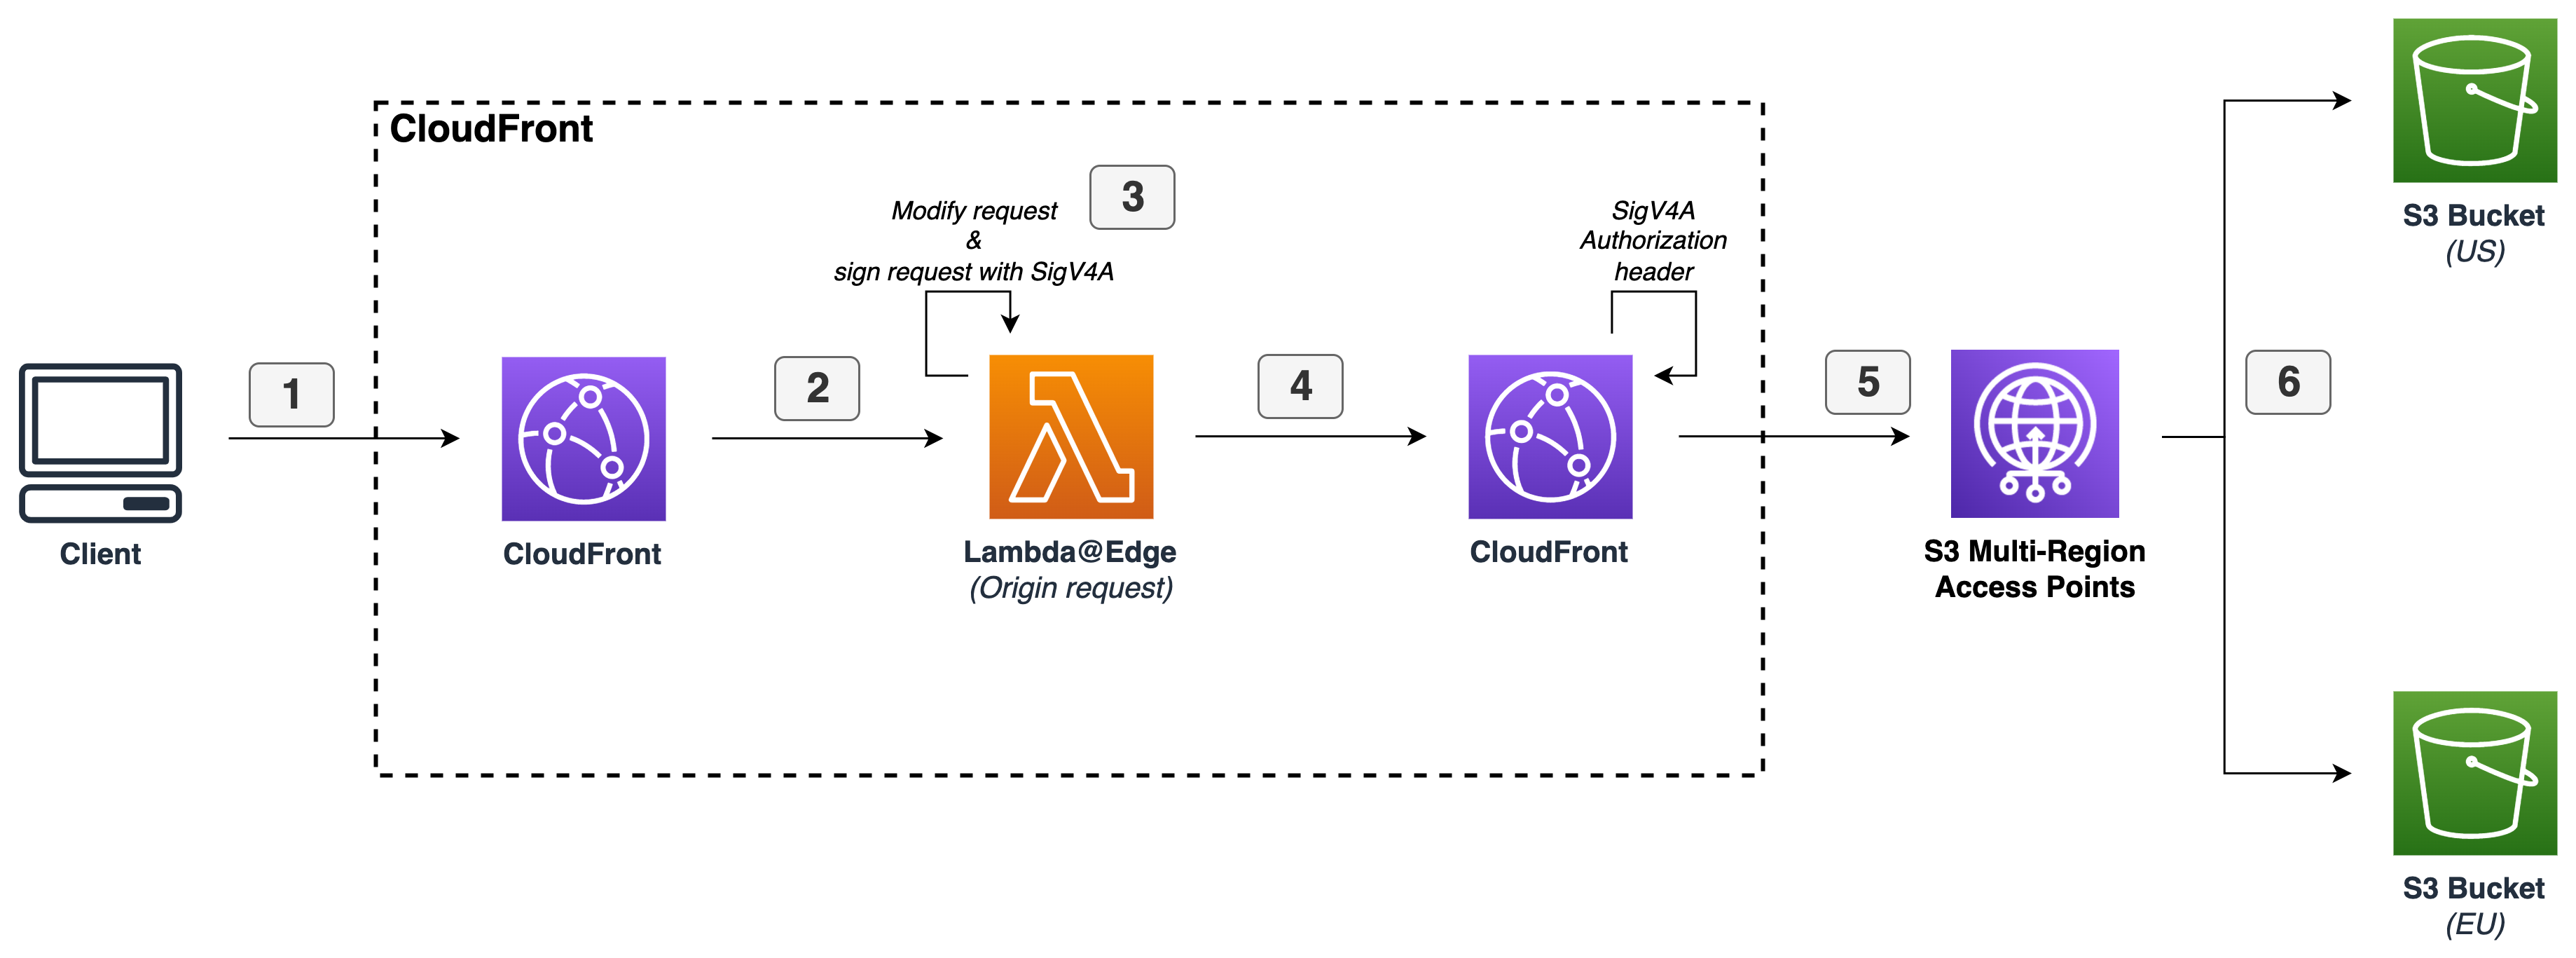 CloudFront
Modify request
&
sign request with SigV4A
3
SigV4A
Authorization
header
1
2
4
5
6
Client
CloudFront
Lambda@Edge
(Origin request)
CloudFront
S3 Multi-Region
Access Points
S3 Bucket
(US)
S3 Bucket
(EU)